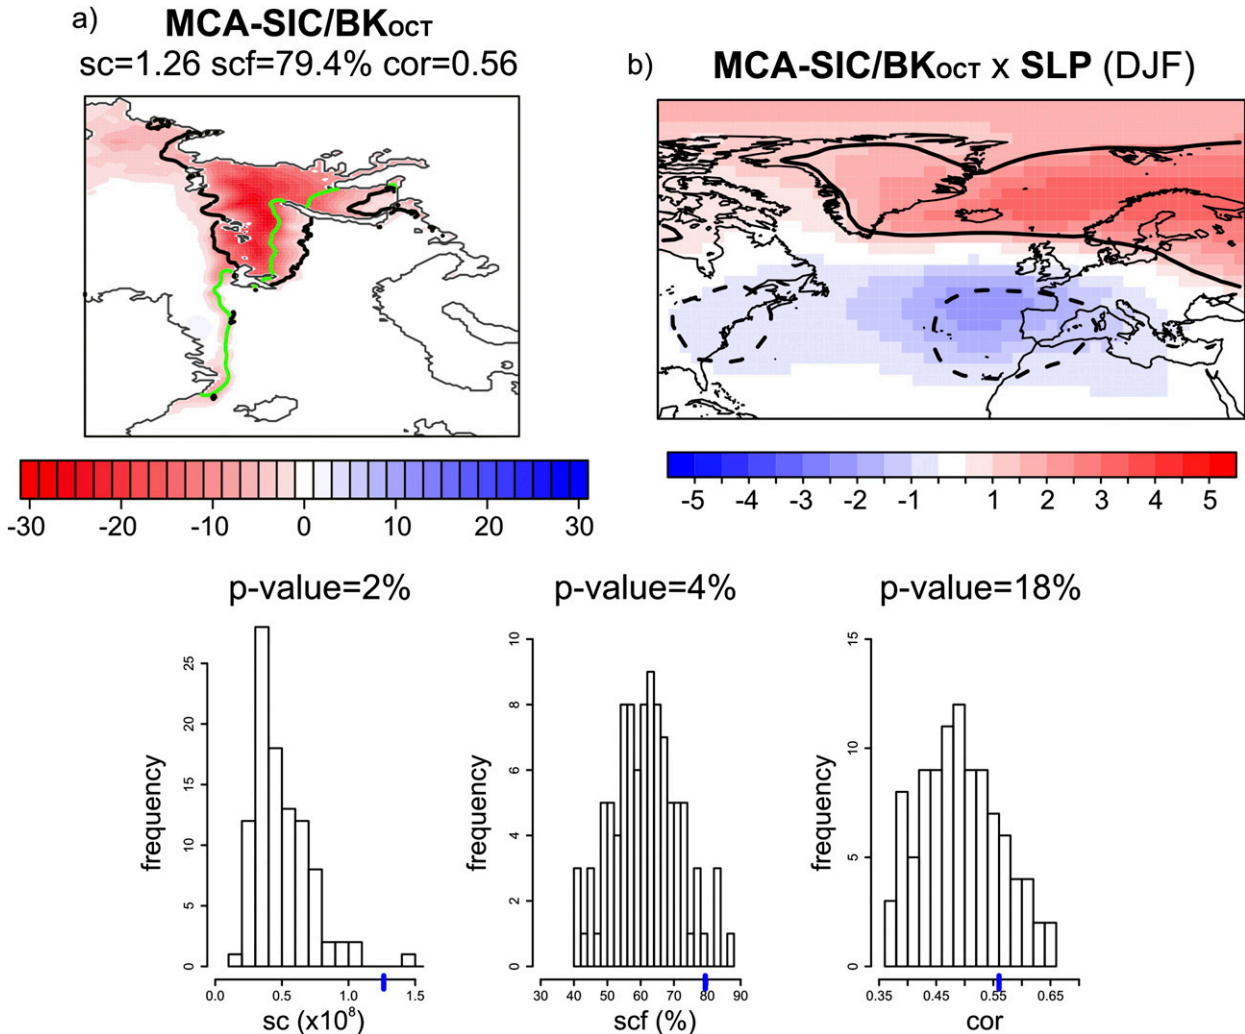 a) MCA-SIC/BKOCT
sc=1.26 scf=79.4% cor=0.56
b) MCA-SIC/BKOCT x SLP (DJF)
-30 -20 -10 0 10 20 30
-5 -4 -3 -2 -1 1 2 3 4 5
p-value=2%
frequency
0 5 10 15 20 25
0.0 0.5 1.0 1.5
sc (x10⁸)
p-value=4%
frequency
0 2 4 6 8 10
30 40 50 60 70 80 90
scf (%)
p-value=18%
frequency
0 5 10 15
0.35 0.45 0.55 0.65
cor